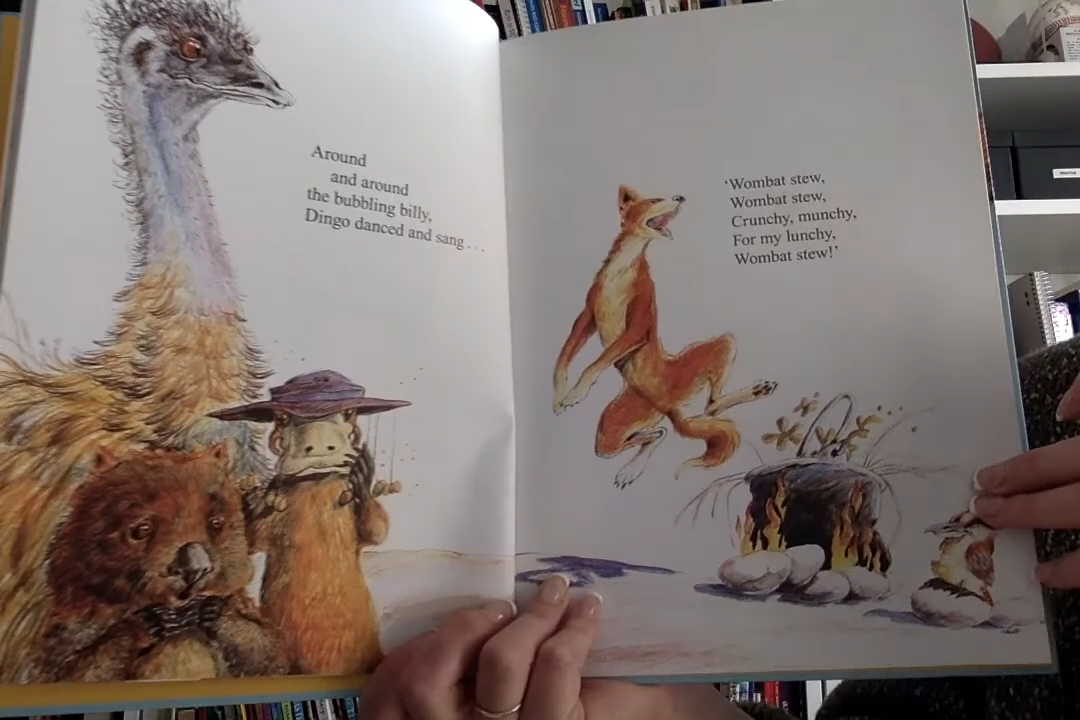 Around
and around
the bubbling billy,
Dingo danced and sang . . .
‘Wombat stew,
Wombat stew,
Crunchy, munchy,
For my lunchy,
Wombat stew!’